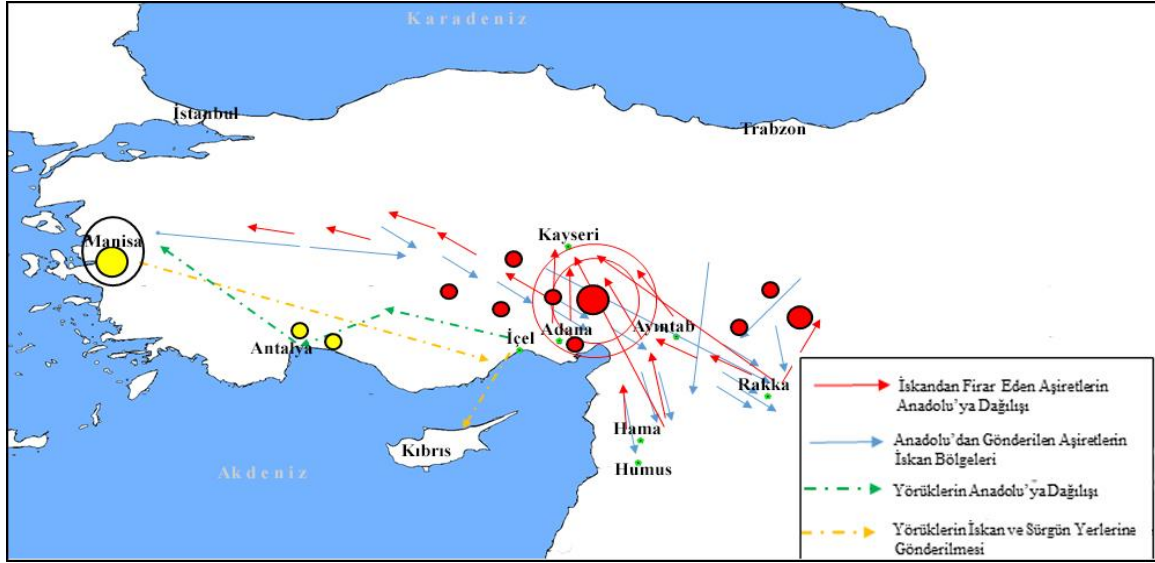 Karadeniz
İstanbul
Trabzon
Manisa
Kayseri
Antalya
İçel
Adana
Ayıntab
Rakka
Hama
Humus
Kıbrıs
Akdeniz
İskandan Firar Eden Aşiretlerin
Anadolu'ya Dağılışı
Anadolu'dan Gönderilen Aşiretlerin
İskan Bölgeleri
Yörüklerin Anadolu'ya Dağılışı
Yörüklerin İskan ve Sürgün Yerlerine
Gönderilmesi